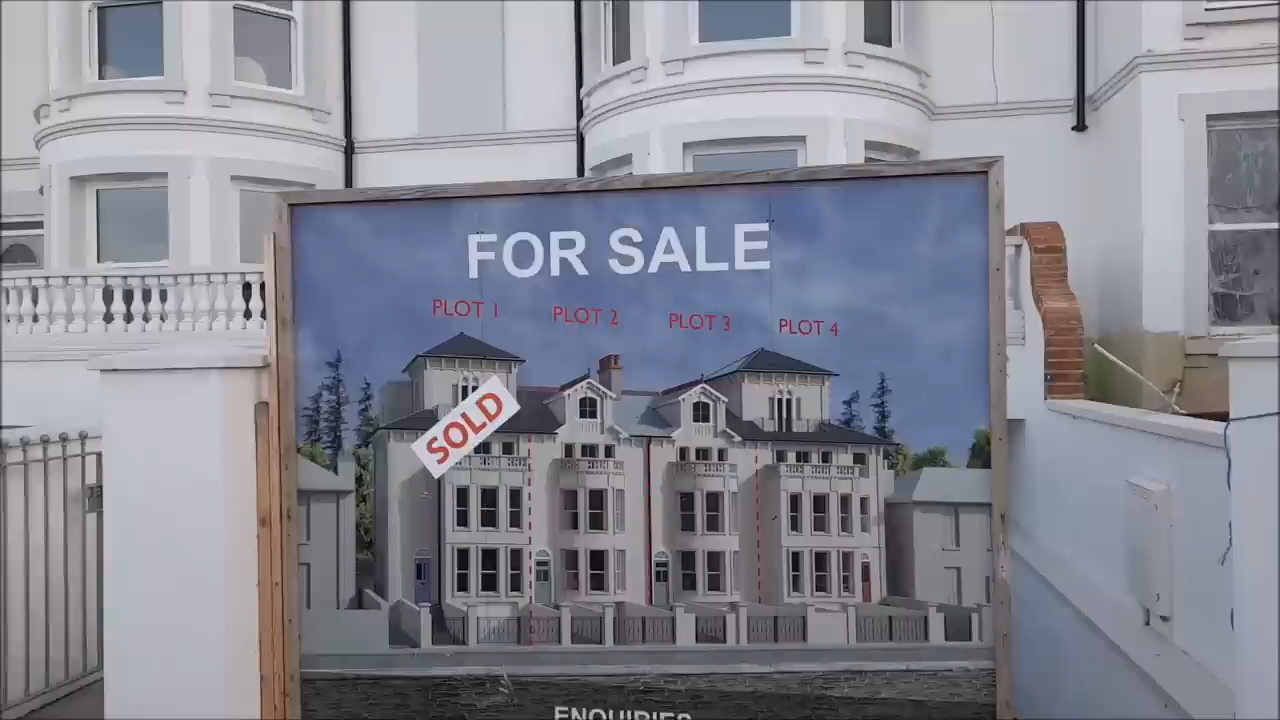 FOR SALE
PLOT 1
PLOT 2
PLOT 3
PLOT 4
SOLD
ENQUIRIES